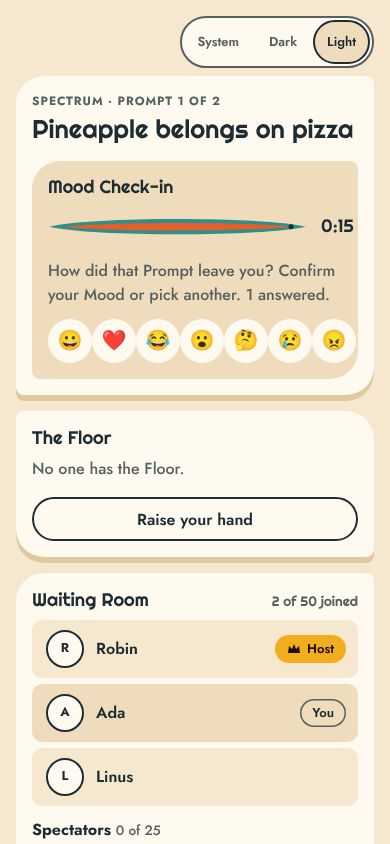 System Dark Light
SPECTRUM · PROMPT 1 OF 2
Pineapple belongs on pizza
Mood Check-in
0:15
How did that Prompt leave you? Confirm
your Mood or pick another. 1 answered.
The Floor
No one has the Floor.
Raise your hand
Waiting Room 2 of 50 joined
R Robin Host
A Ada You
L Linus
Spectators 0 of 25